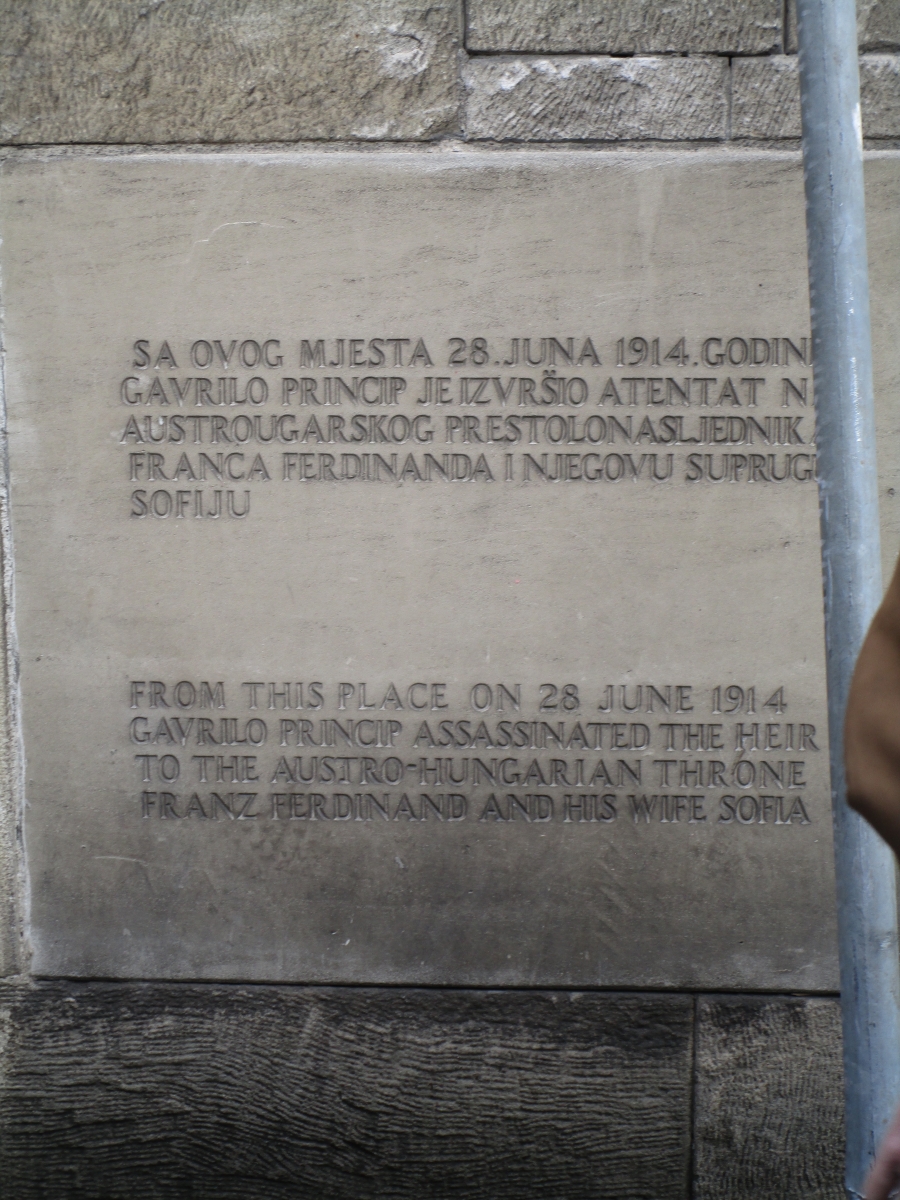 SA OVOG MJESTA 28. JUNA 1914. GODIN
GAVRILO PRINCIP JE IZVRŠIO ATENTAT N
AUSTROUGARSKOG PRESTOLONASLJEDNIKA
FRANCA FERDINANDA I NJEGOVU SUPRUGU
SOFIJU
FROM THIS PLACE ON 28 JUNE 1914
GAVRILO PRINCIP ASSASSINATED THE HEIR
TO THE AUSTRO-HUNGARIAN THRONE
FRANZ FERDINAND AND HIS WIFE SOFIA